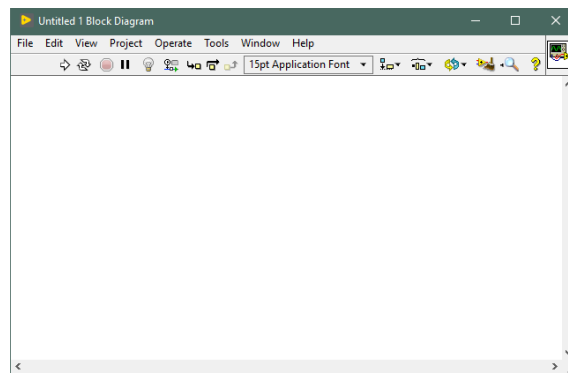 Untitled 1 Block Diagram
File Edit View Project Operate Tools Window Help
15pt Application Font
?